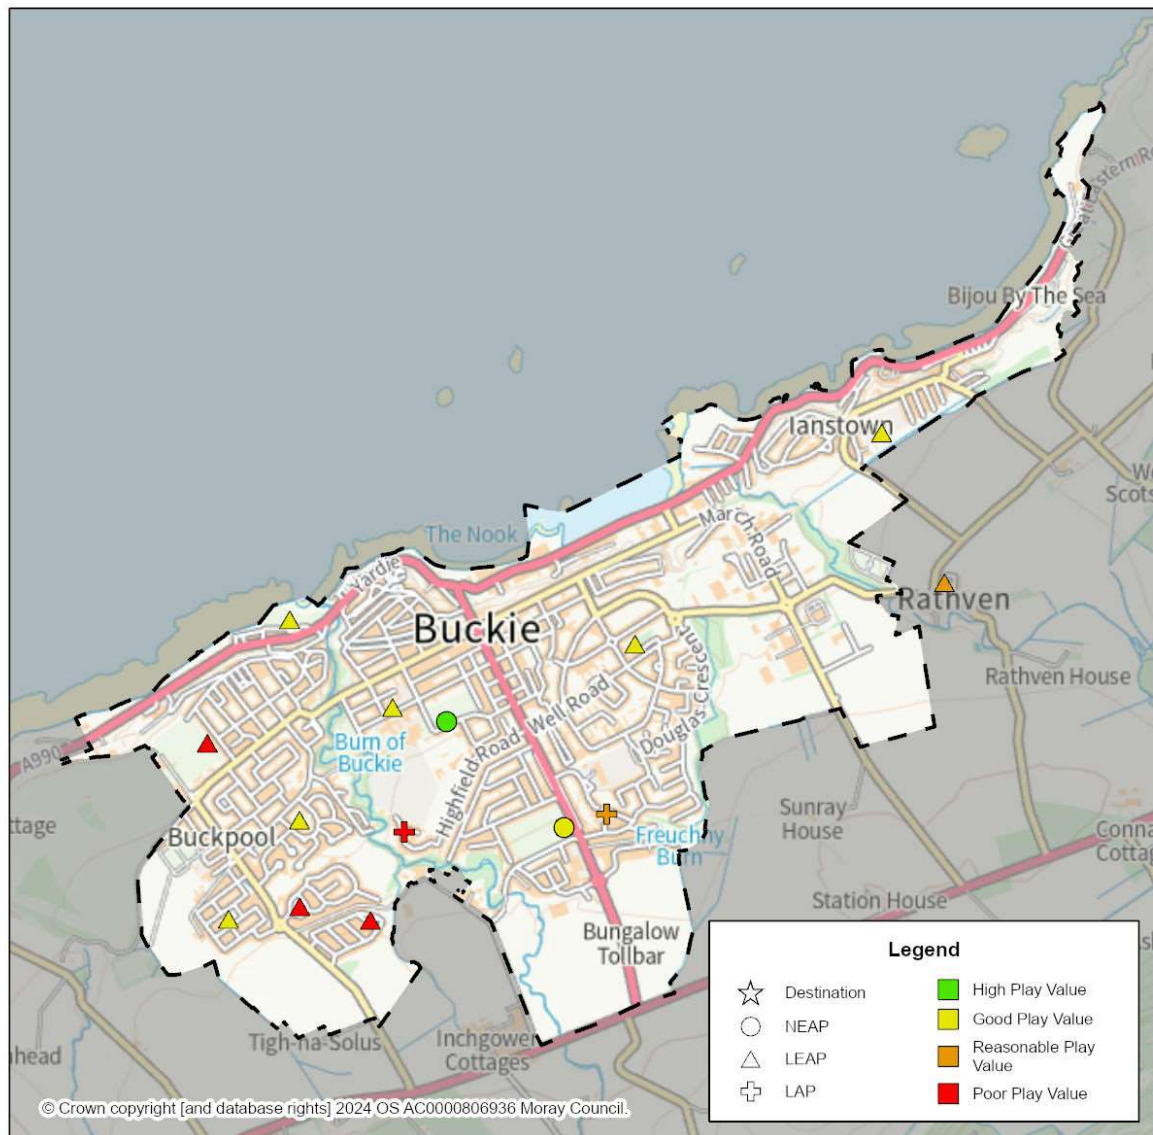 Great Eastern Ro
Bijou By The Sea
Ianstown
We
Scots
March Road
The Nook
Yardie
Rathven
Buckie
Rathven House
Douglas Crescent
Well Road
Burn of
Buckie
A990
Highfield Road
Sunray
House
ttage
Buckpool
Freuchny
Burn
Conna
Cottag
Station House
Bungalow
Tollbar
Tigh-na-Solus
Inchgower
Cottages
nhead
Legend
Destination
NEAP
LEAP
LAP
High Play Value
Good Play Value
Reasonable Play
Value
Poor Play Value
© Crown copyright [and database rights] 2024 OS AC0000806936 Moray Council.